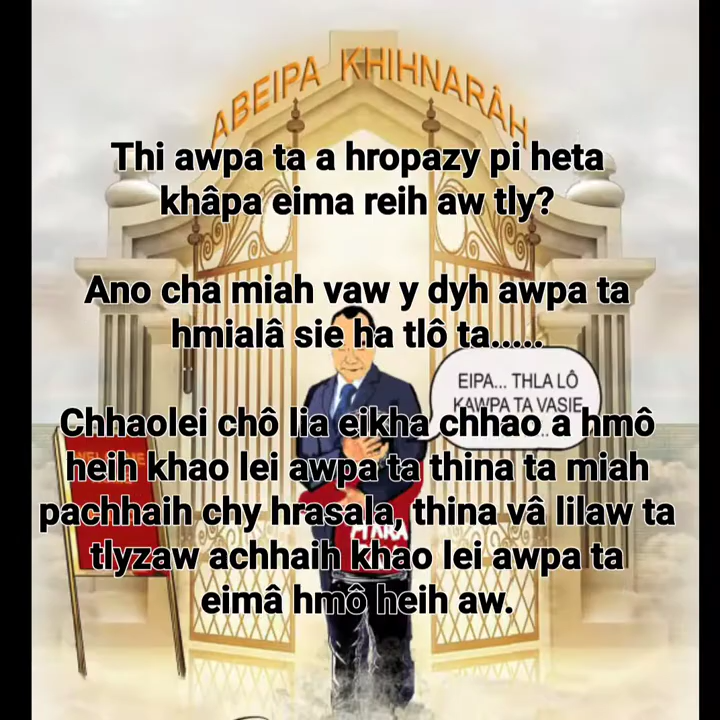 ABEIPA KHIHNARÂH
Thi awpa ta a hropazy pi heta
khâpa eima reih aw tly?
Ano cha miah vaw y dyh awpa ta
hmialâ sie ha tlô ta.....
EIPA... THLA LÔ
KAWPA TA VASIE
Chhaolei chô lia eikha chhao a hmô
heih khao lei awpa ta thina ta miah
pachhaih chy hrasala, thina vâ lilaw ta
tlyzaw achhaih khao lei awpa ta
eimâ hmô heih aw.